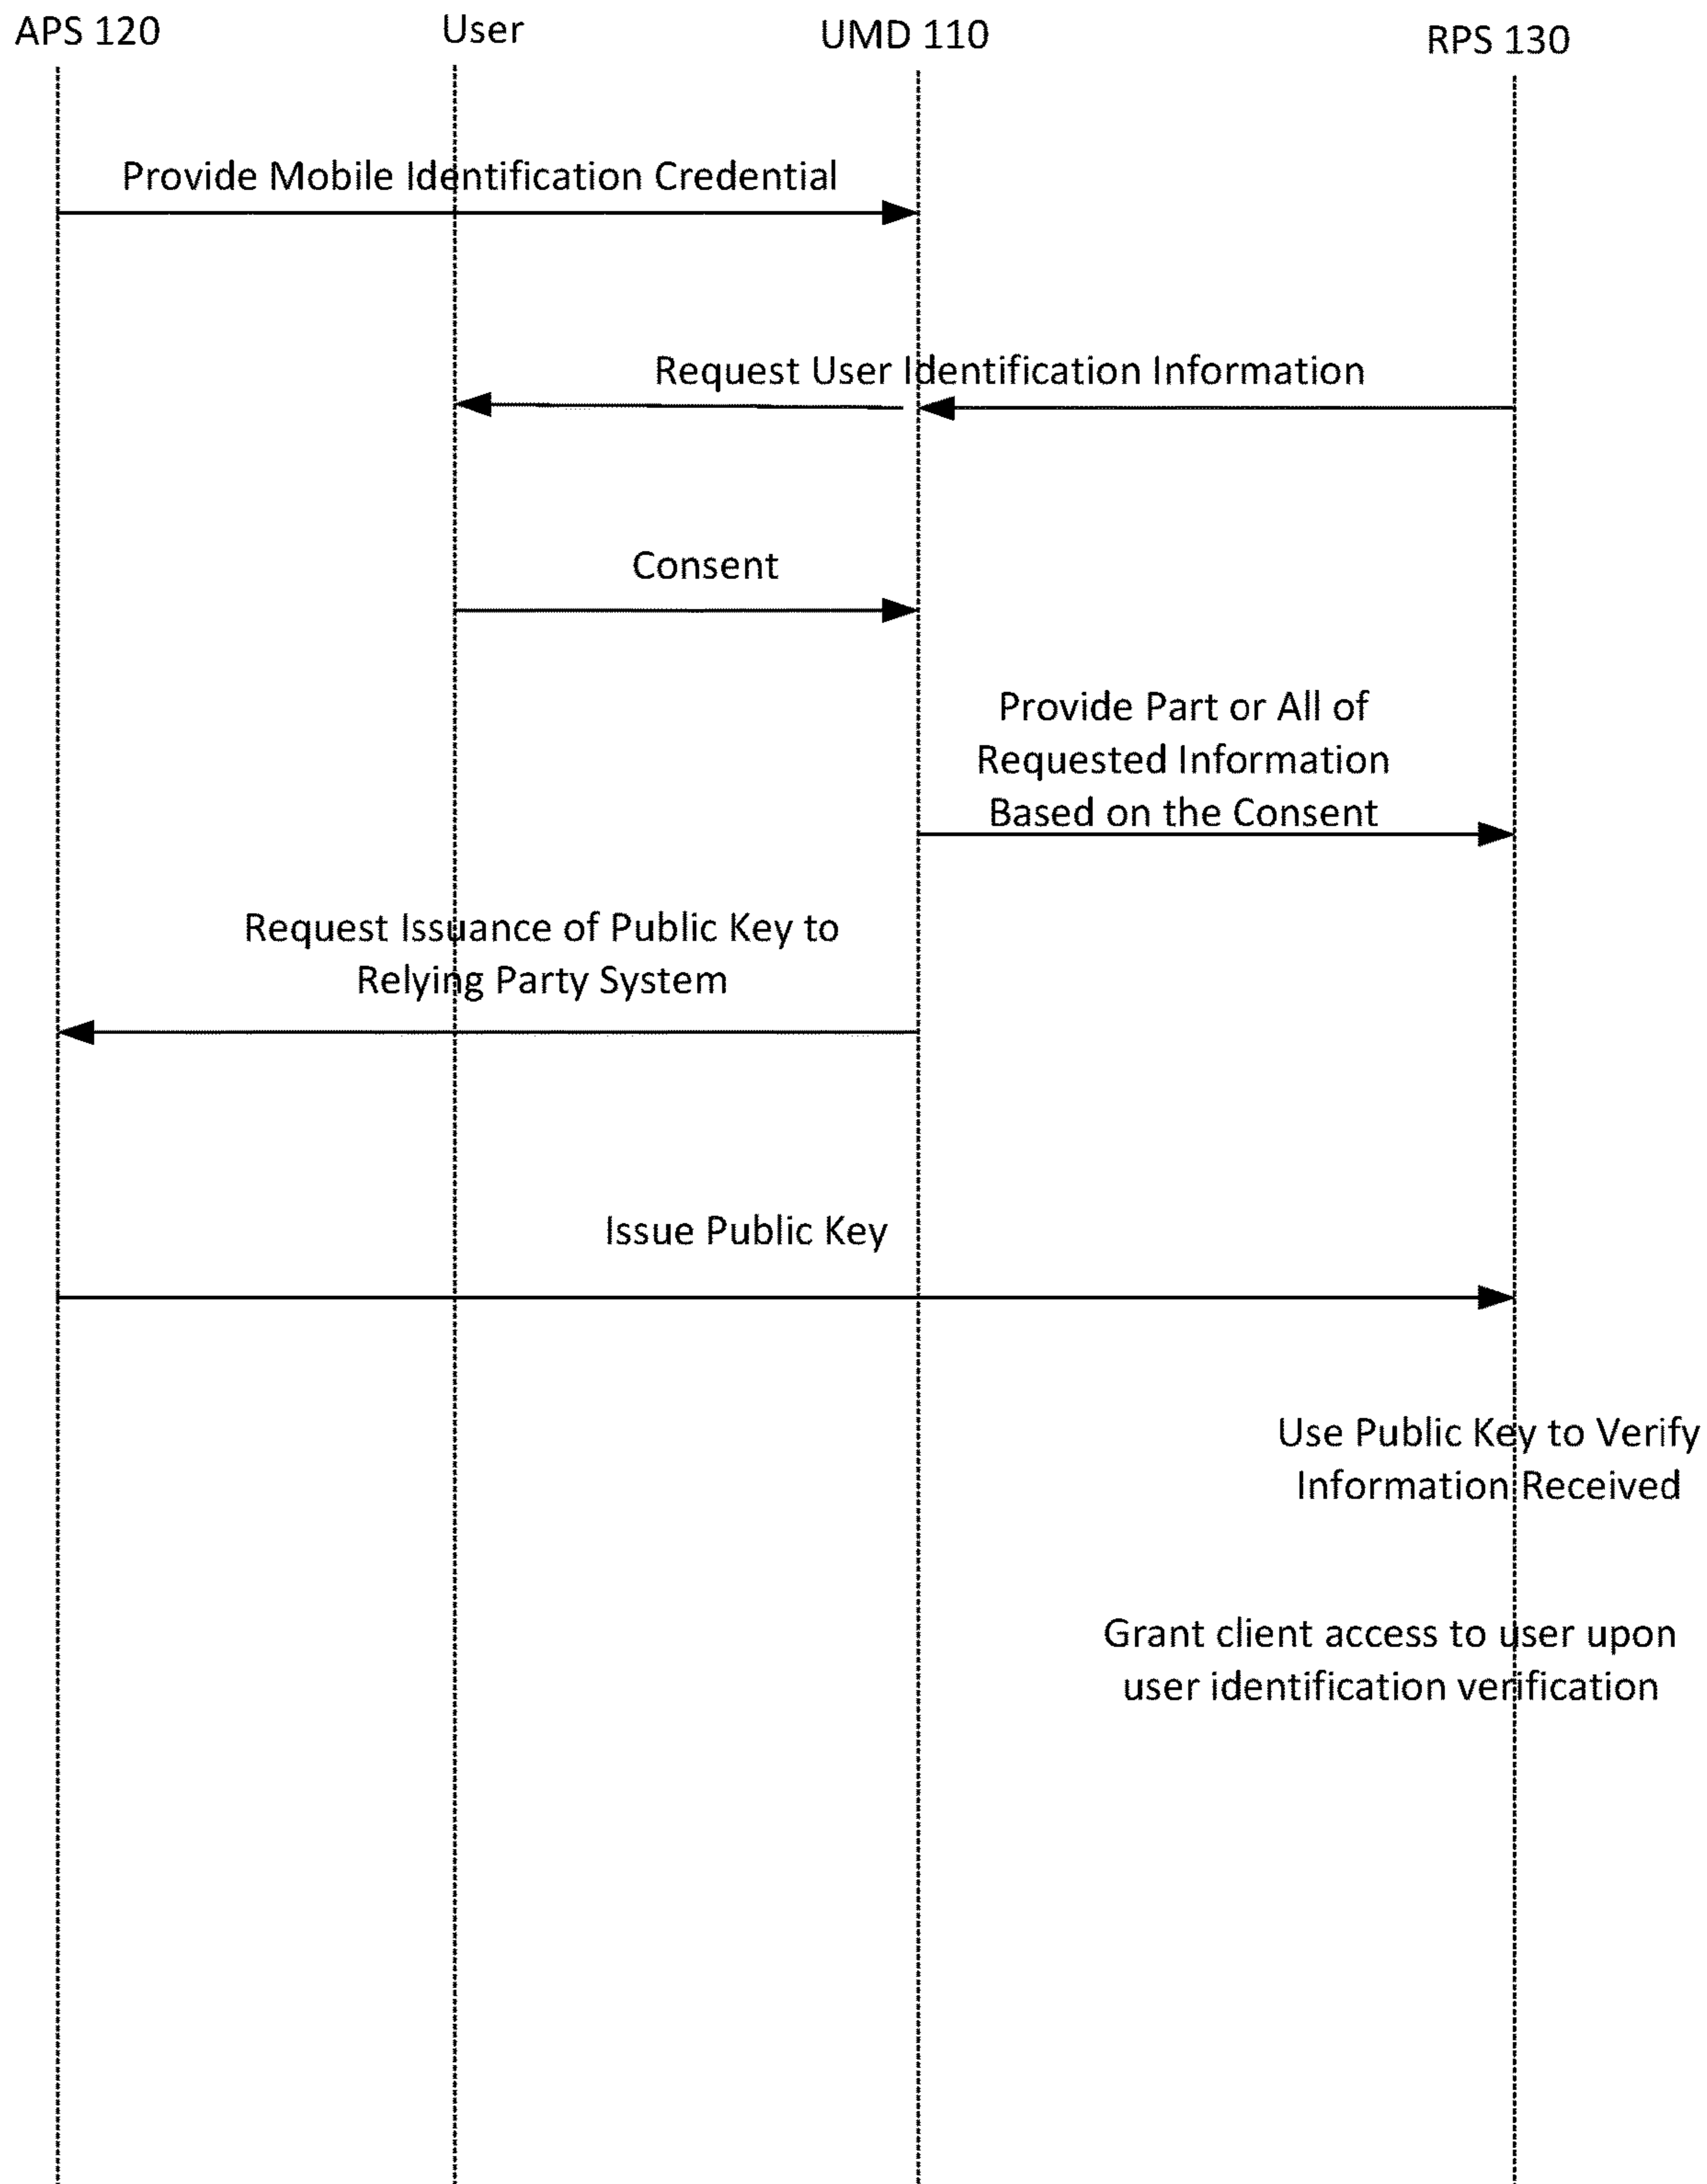 APS 120
User
UMD 110
RPS 130
Provide Mobile Identification Credential
Request User Identification Information
Consent
Provide Part or All of
Requested Information
Based on the Consent
Request Issuance of Public Key to
Relying Party System
Issue Public Key
Use Public Key to Verify
Information Received
Grant client access to user upon
user identification verification